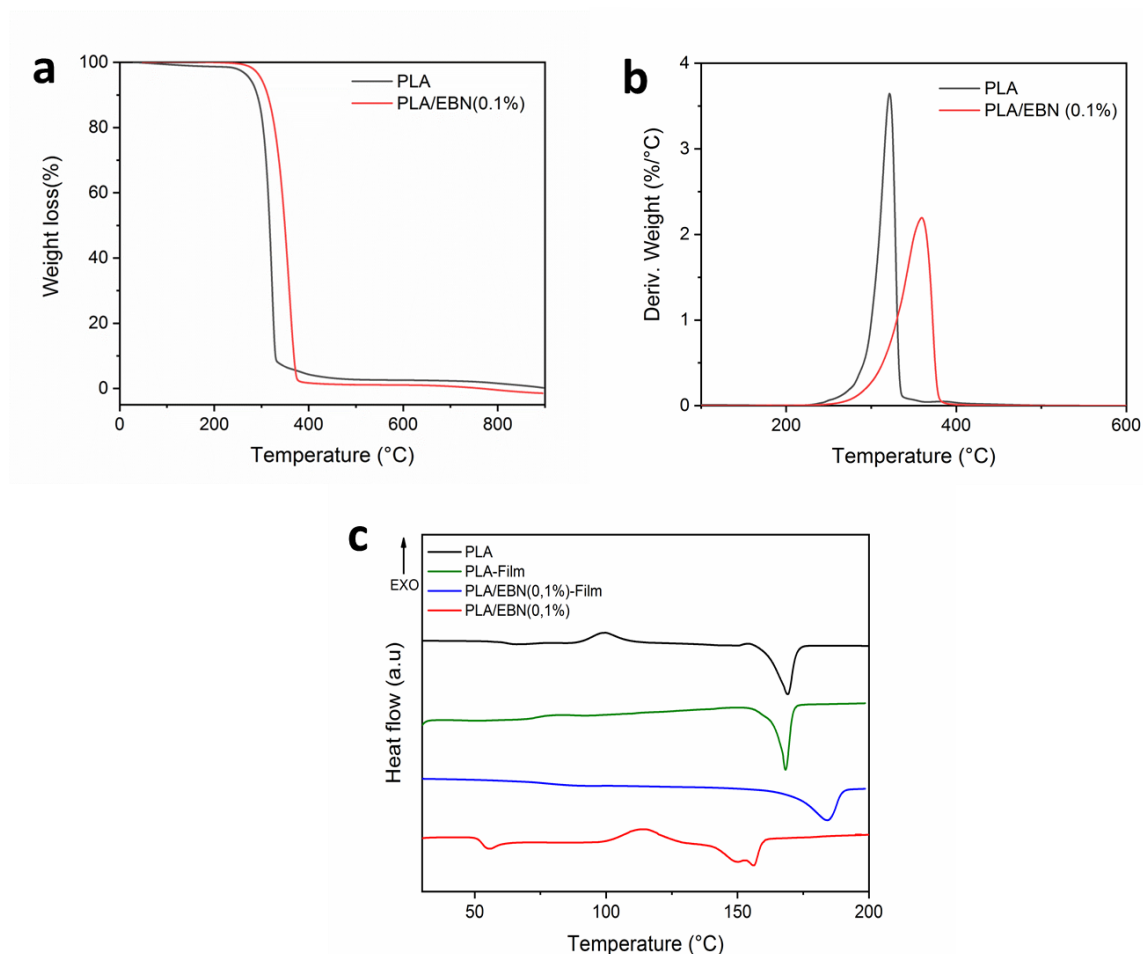 a
PLA
PLA/EBN(0.1%)
Weight loss(%)
100
80
60
40
20
0
0 200 400 600 800
Temperature (°C)
b
PLA
PLA/EBN (0.1%)
Deriv. Weight (%/°C)
4
3
2
1
0
200 400 600
Temperature (°C)
c
EXO
PLA
PLA-Film
PLA/EBN(0,1%)-Film
PLA/EBN(0,1%)
Heat flow (a.u)
50 100 150 200
Temperature (°C)